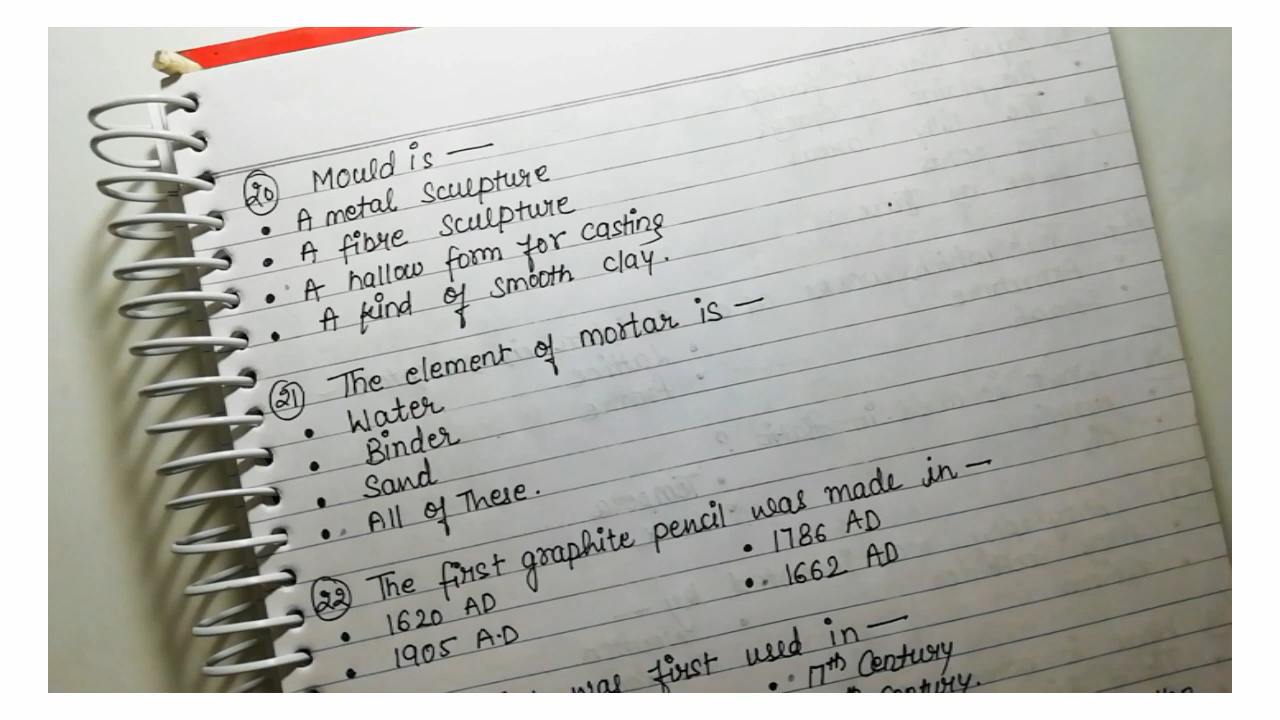 20 Mould is —
• A metal Sculpture
• A fibre sculpture
• A hallow form for casting
• A kind of smooth clay.
21 The element of mortar is —
• Water
• Binder
• Sand
• All of These.
22 The first graphite pencil was made in —
• 1620 AD
• 1905 A.D
• 1786 AD
• 1662 AD
was first used in —
• 17th Century
Century.